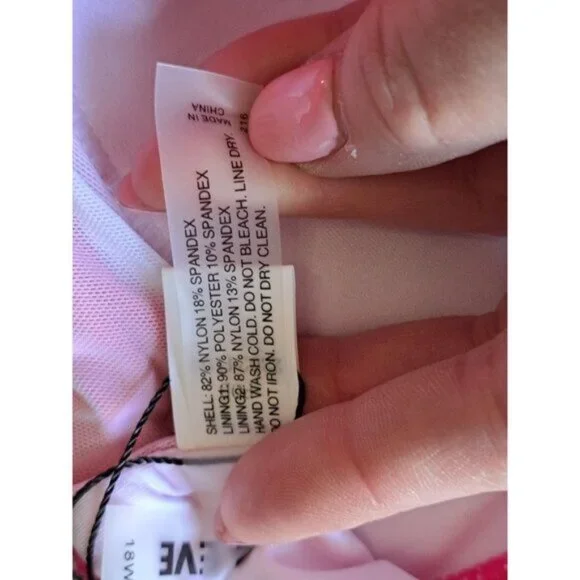 SHELL: 82% NYLON 18% SPANDEX
LINING1: 90% POLYESTER 10% SPANDEX
LINING2: 87% NYLON 13% SPANDEX
HAND WASH COLD. DO NOT BLEACH. LINE DRY.
DO NOT IRON. DO NOT DRY CLEAN.
MADE IN
CHINA
216
EVE
18W